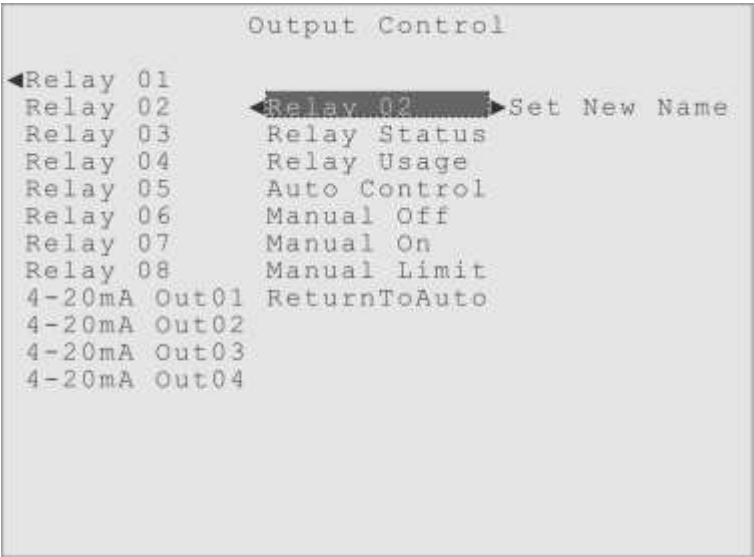 Output Control
◄Relay 01
Relay 02 ◄Relay 02 ►Set New Name
Relay 03 Relay Status
Relay 04 Relay Usage
Relay 05 Auto Control
Relay 06 Manual Off
Relay 07 Manual On
Relay 08 Manual Limit
4-20mA Out01 ReturnToAuto
4-20mA Out02
4-20mA Out03
4-20mA Out04